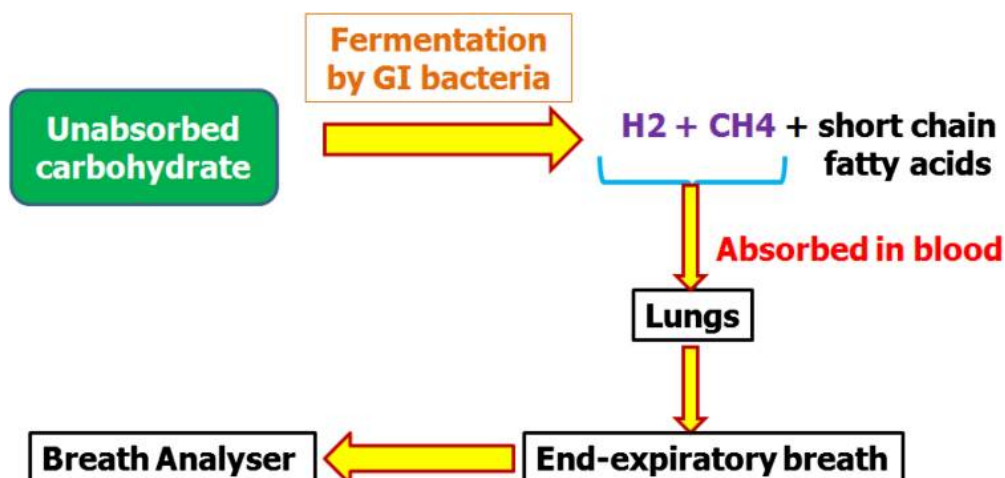 Fermentation
by GI bacteria
Unabsorbed
carbohydrate
H2 + CH4 + short chain
fatty acids
Absorbed in blood
Lungs
Breath Analyser
End-expiratory breath